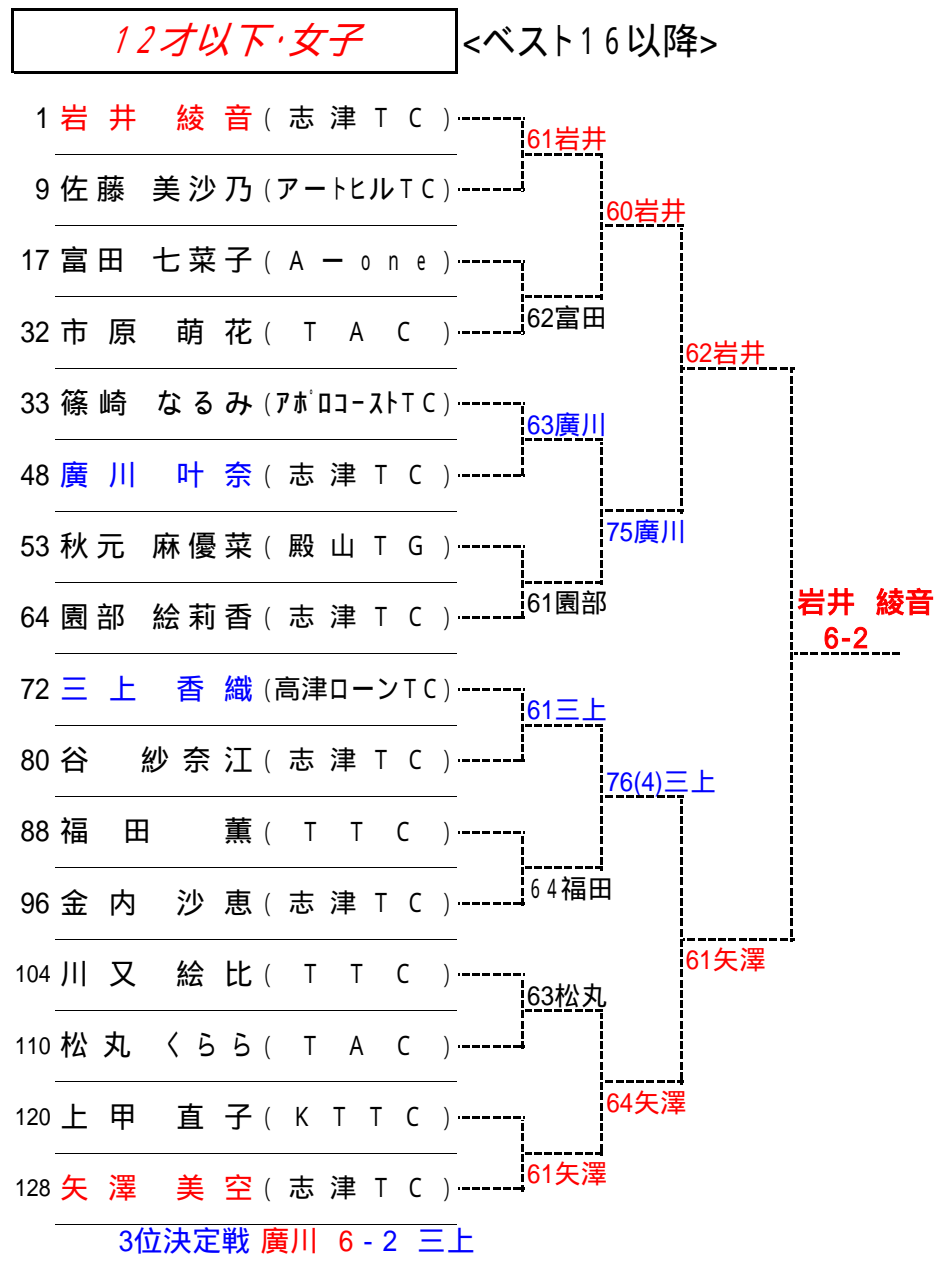 12才以下･女子 <ベスト16以降>
1 岩井 綾音 (志津TC)
61岩井
9 佐藤 美沙乃 (アートヒルTC)
60岩井
17 富田 七菜子 (Aーone)
62富田
32 市原 萌花 (TAC)
62岩井
33 篠崎 なるみ (ｱﾎﾟﾛｺｰｽﾄTC)
63廣川
48 廣川 叶奈 (志津TC)
75廣川
53 秋元 麻優菜 (殿山TG)
61園部
64 園部 絵莉香 (志津TC)
岩井 綾音
6-2
72 三上 香織 (高津ローンTC)
61三上
80 谷 紗奈江 (志津TC)
76(4)三上
88 福田 薫 (TTC)
64福田
96 金内 沙恵 (志津TC)
61矢澤
104 川又 絵比 (TTC)
63松丸
110 松丸 くらら (TAC)
64矢澤
120 上甲 直子 (KTTC)
61矢澤
128 矢澤 美空 (志津TC)
3位決定戦 廣川 6-2 三上